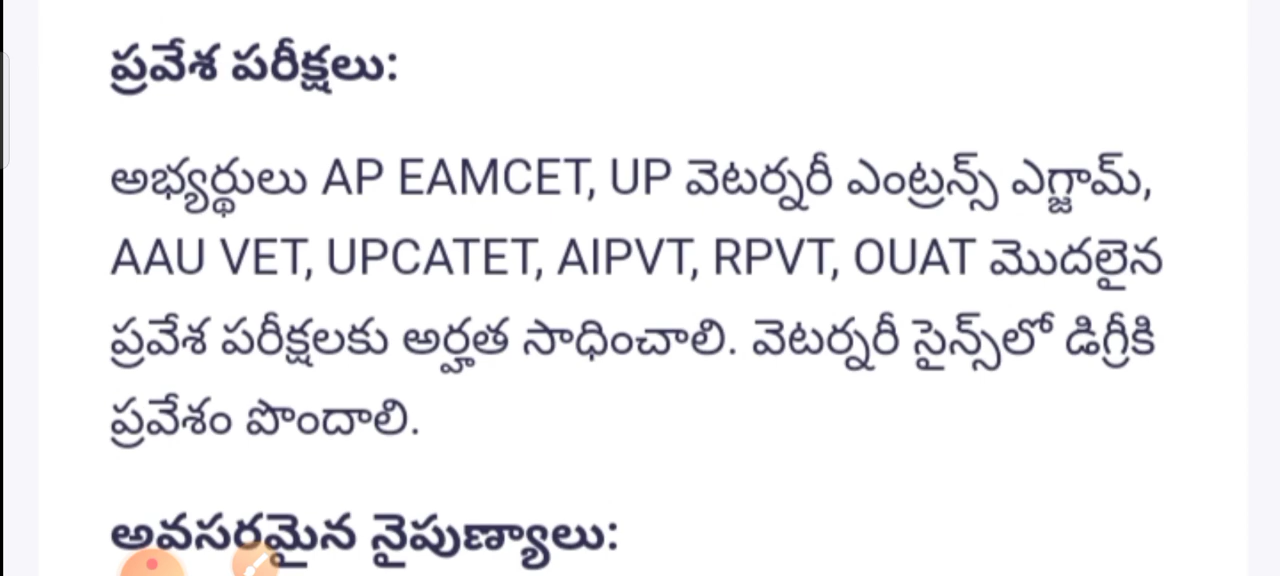 ప్రవేశ పరీక్షలు:
అభ్యర్థులు AP EAMCET, UP వెటర్నరీ ఎంట్రన్స్ ఎగ్జామ్,
AAU VET, UPCATET, AIPVT, RPVT, OUAT మొదలైన
ప్రవేశ పరీక్షలకు అర్హత సాధించాలి. వెటర్నరీ సైన్స్‌లో డిగ్రీకి
ప్రవేశం పొందాలి.
అవసరమైన నైపుణ్యాలు: